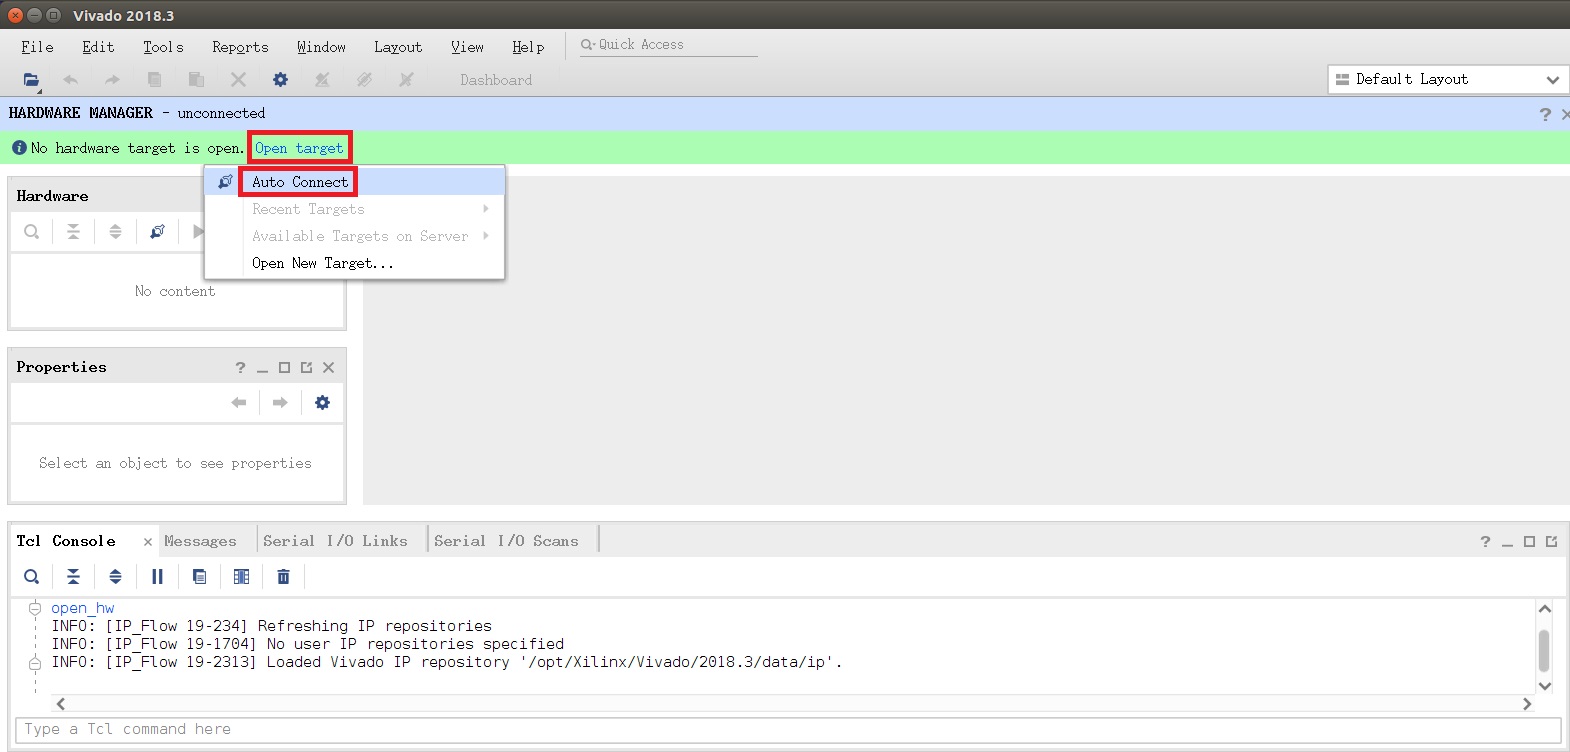 Vivado 2018.3
File Edit Tools Reports Window Layout View Help Quick Access
Dashboard Default Layout
HARDWARE MANAGER - unconnected
No hardware target is open. Open target
Auto Connect
Recent Targets
Available Targets on Server
Open New Target...
Hardware
No content
Properties
Select an object to see properties
Tcl Console Messages Serial I/O Links Serial I/O Scans
open_hw
INFO: [IP_Flow 19-234] Refreshing IP repositories
INFO: [IP_Flow 19-1704] No user IP repositories specified
INFO: [IP_Flow 19-2313] Loaded Vivado IP repository '/opt/Xilinx/Vivado/2018.3/data/ip'.
Type a Tcl command here